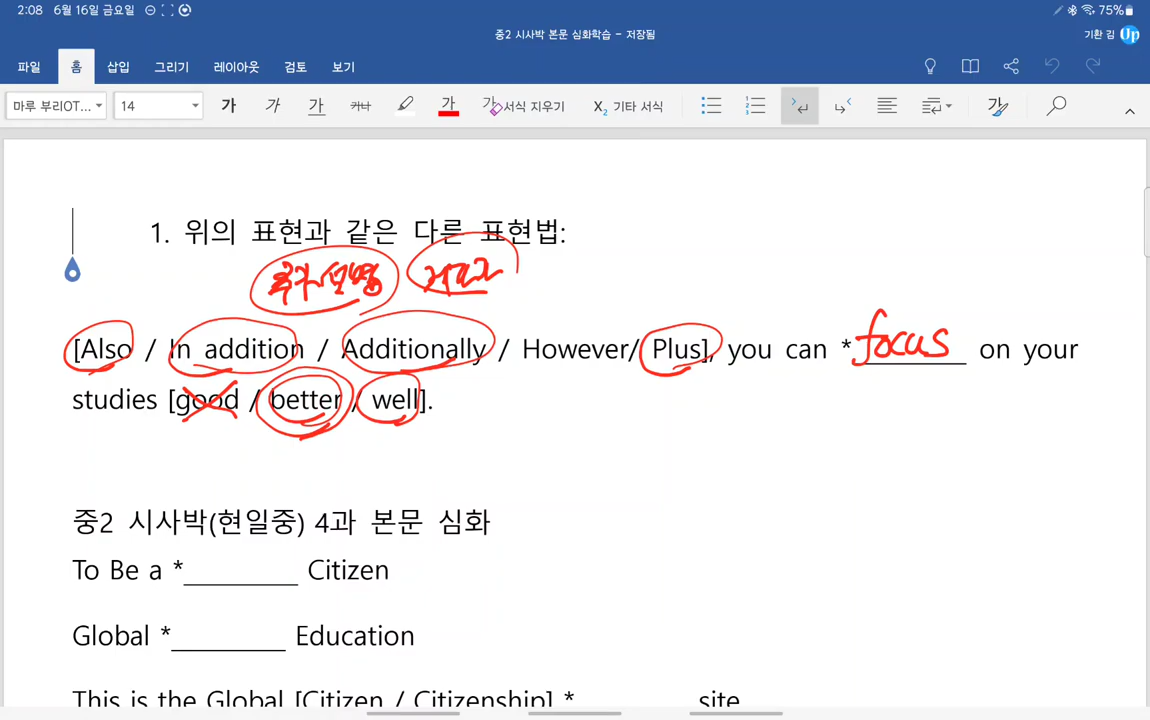 2:08 6월 16일 금요일 75%
중2 시사박 본문 심화학습 - 저장됨
기환 김 Up
파일 홈 삽입 그리기 레이아웃 검토 보기
마루 부리OT... 14 가 가 가 가나 가 가 서식 지우기 X₂ 기타 서식 가
1. 위의 표현과 같은 다른 표현법:
추가설명
[Also / In addition / Additionally / However/ Plus], you can *focus on your
studies [good / better / well].
중2 시사박(현일중) 4과 본문 심화
To Be a *________ Citizen
Global *________ Education
This is the Global [Citizen / Citizenship] *________ site